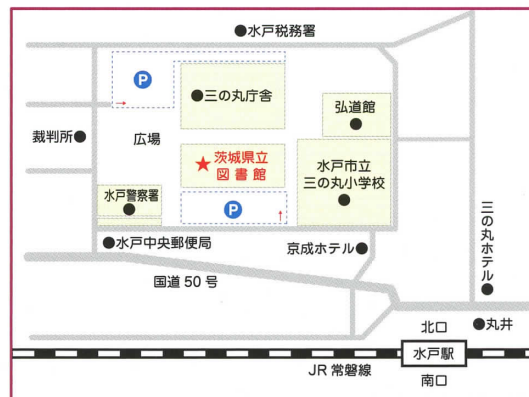 水戸税務署
P
三の丸庁舎
弘道館
裁判所
広場
茨城県立
図書館
水戸市立
三の丸小学校
水戸警察署
P
水戸中央郵便局
京成ホテル
三の丸ホテル
国道50号
北口
丸井
水戸駅
JR常磐線
南口